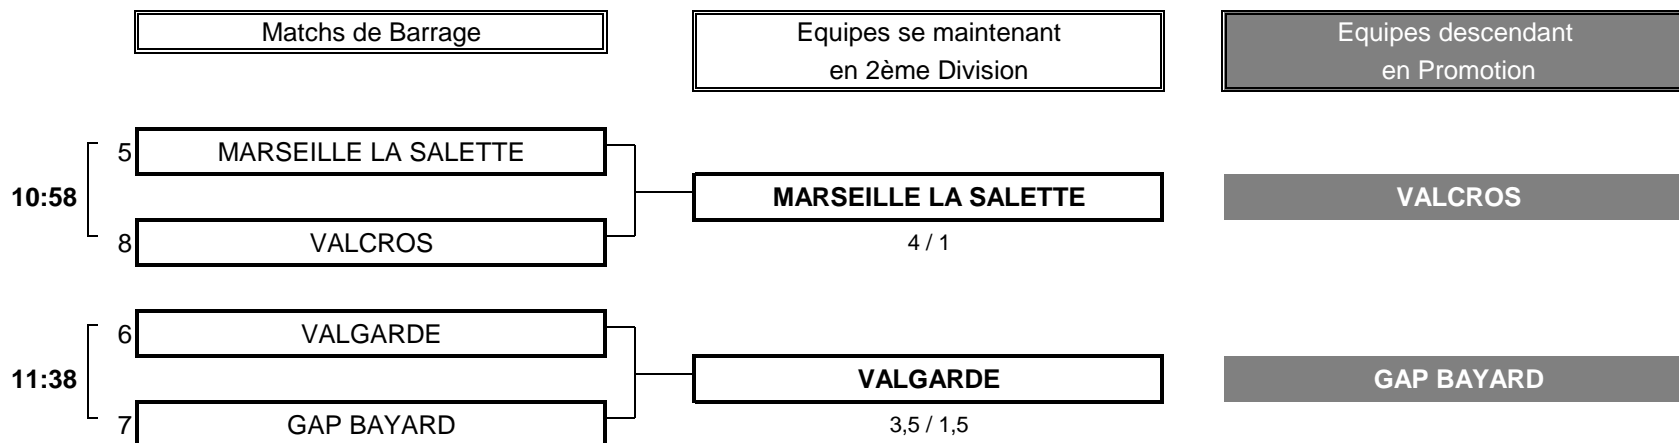 Matchs de Barrage
Equipes se maintenant
en 2ème Division
Equipes descendant
en Promotion
5 MARSEILLE LA SALETTE
10:58
MARSEILLE LA SALETTE
VALCROS
8 VALCROS
4 / 1
6 VALGARDE
11:38
VALGARDE
GAP BAYARD
7 GAP BAYARD
3,5 / 1,5